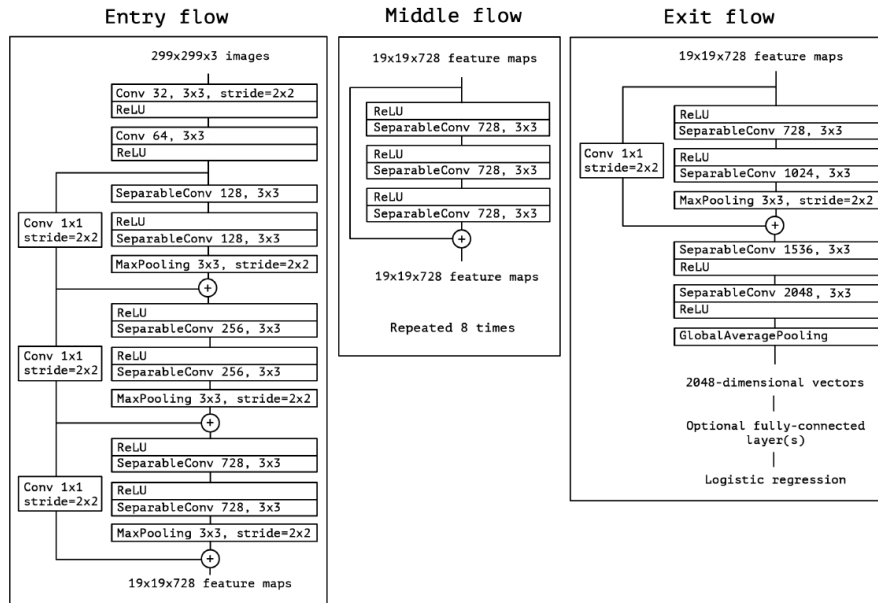 Entry flow
299x299x3 images
Conv 32, 3x3, stride=2x2
ReLU
Conv 64, 3x3
ReLU
SeparableConv 128, 3x3
Conv 1x1
stride=2x2
ReLU
SeparableConv 128, 3x3
MaxPooling 3x3, stride=2x2
+
ReLU
SeparableConv 256, 3x3
Conv 1x1
stride=2x2
ReLU
SeparableConv 256, 3x3
MaxPooling 3x3, stride=2x2
+
ReLU
SeparableConv 728, 3x3
Conv 1x1
stride=2x2
ReLU
SeparableConv 728, 3x3
MaxPooling 3x3, stride=2x2
+
19x19x728 feature maps
Middle flow
19x19x728 feature maps
ReLU
SeparableConv 728, 3x3
ReLU
SeparableConv 728, 3x3
ReLU
SeparableConv 728, 3x3
+
19x19x728 feature maps
Repeated 8 times
Exit flow
19x19x728 feature maps
ReLU
SeparableConv 728, 3x3
Conv 1x1
stride=2x2
ReLU
SeparableConv 1024, 3x3
MaxPooling 3x3, stride=2x2
+
SeparableConv 1536, 3x3
ReLU
SeparableConv 2048, 3x3
ReLU
GlobalAveragePooling
2048-dimensional vectors
Optional fully-connected
layer(s)
Logistic regression